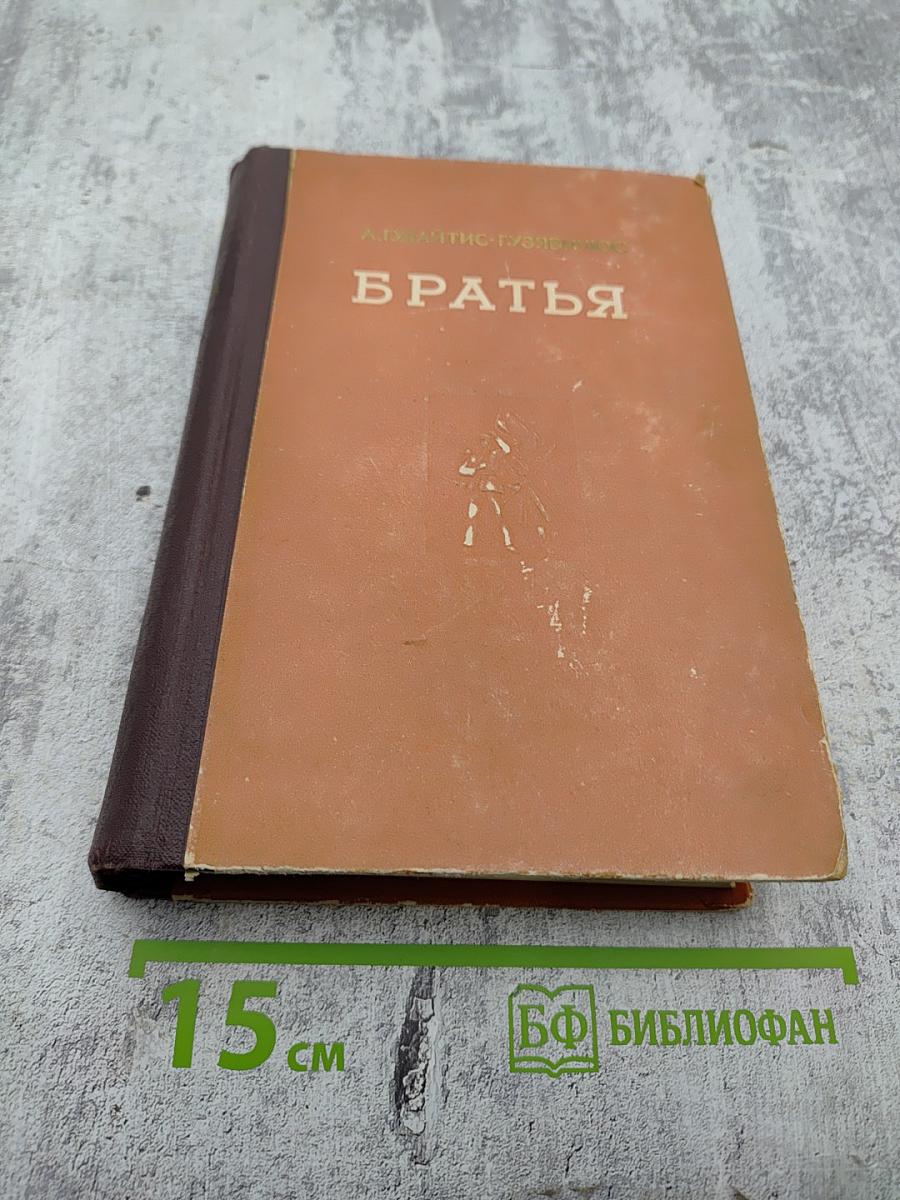 А. ГУДАЙТИС-ГУЗЯВИЧЮС
БРАТЬЯ
15 см
БФ БИБЛИОФАН